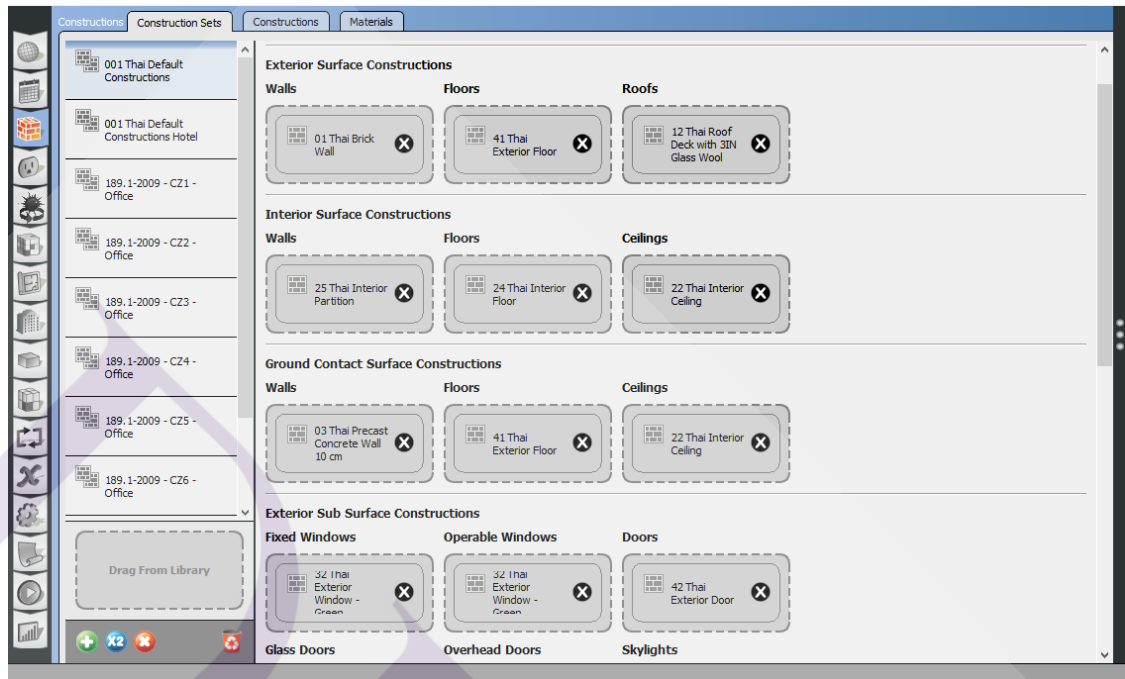 Constructions Construction Sets Constructions Materials
001 Thai Default
Constructions
001 Thai Default
Constructions Hotel
189.1-2009 - CZ1 -
Office
189.1-2009 - CZ2 -
Office
189.1-2009 - CZ3 -
Office
189.1-2009 - CZ4 -
Office
189.1-2009 - CZ5 -
Office
189.1-2009 - CZ6 -
Office
Drag From Library
X2
Exterior Surface Constructions
Walls Floors Roofs
01 Thai Brick
Wall
41 Thai
Exterior Floor
12 Thai Roof
Deck with 3IN
Glass Wool
Interior Surface Constructions
Walls Floors Ceilings
25 Thai Interior
Partition
24 Thai Interior
Floor
22 Thai Interior
Ceiling
Ground Contact Surface Constructions
Walls Floors Ceilings
03 Thai Precast
Concrete Wall
10 cm
41 Thai
Exterior Floor
22 Thai Interior
Ceiling
Exterior Sub Surface Constructions
Fixed Windows Operable Windows Doors
32 Thai
Exterior
Window -
Green
32 Thai
Exterior
Window -
Green
42 Thai
Exterior Door
Glass Doors Overhead Doors Skylights